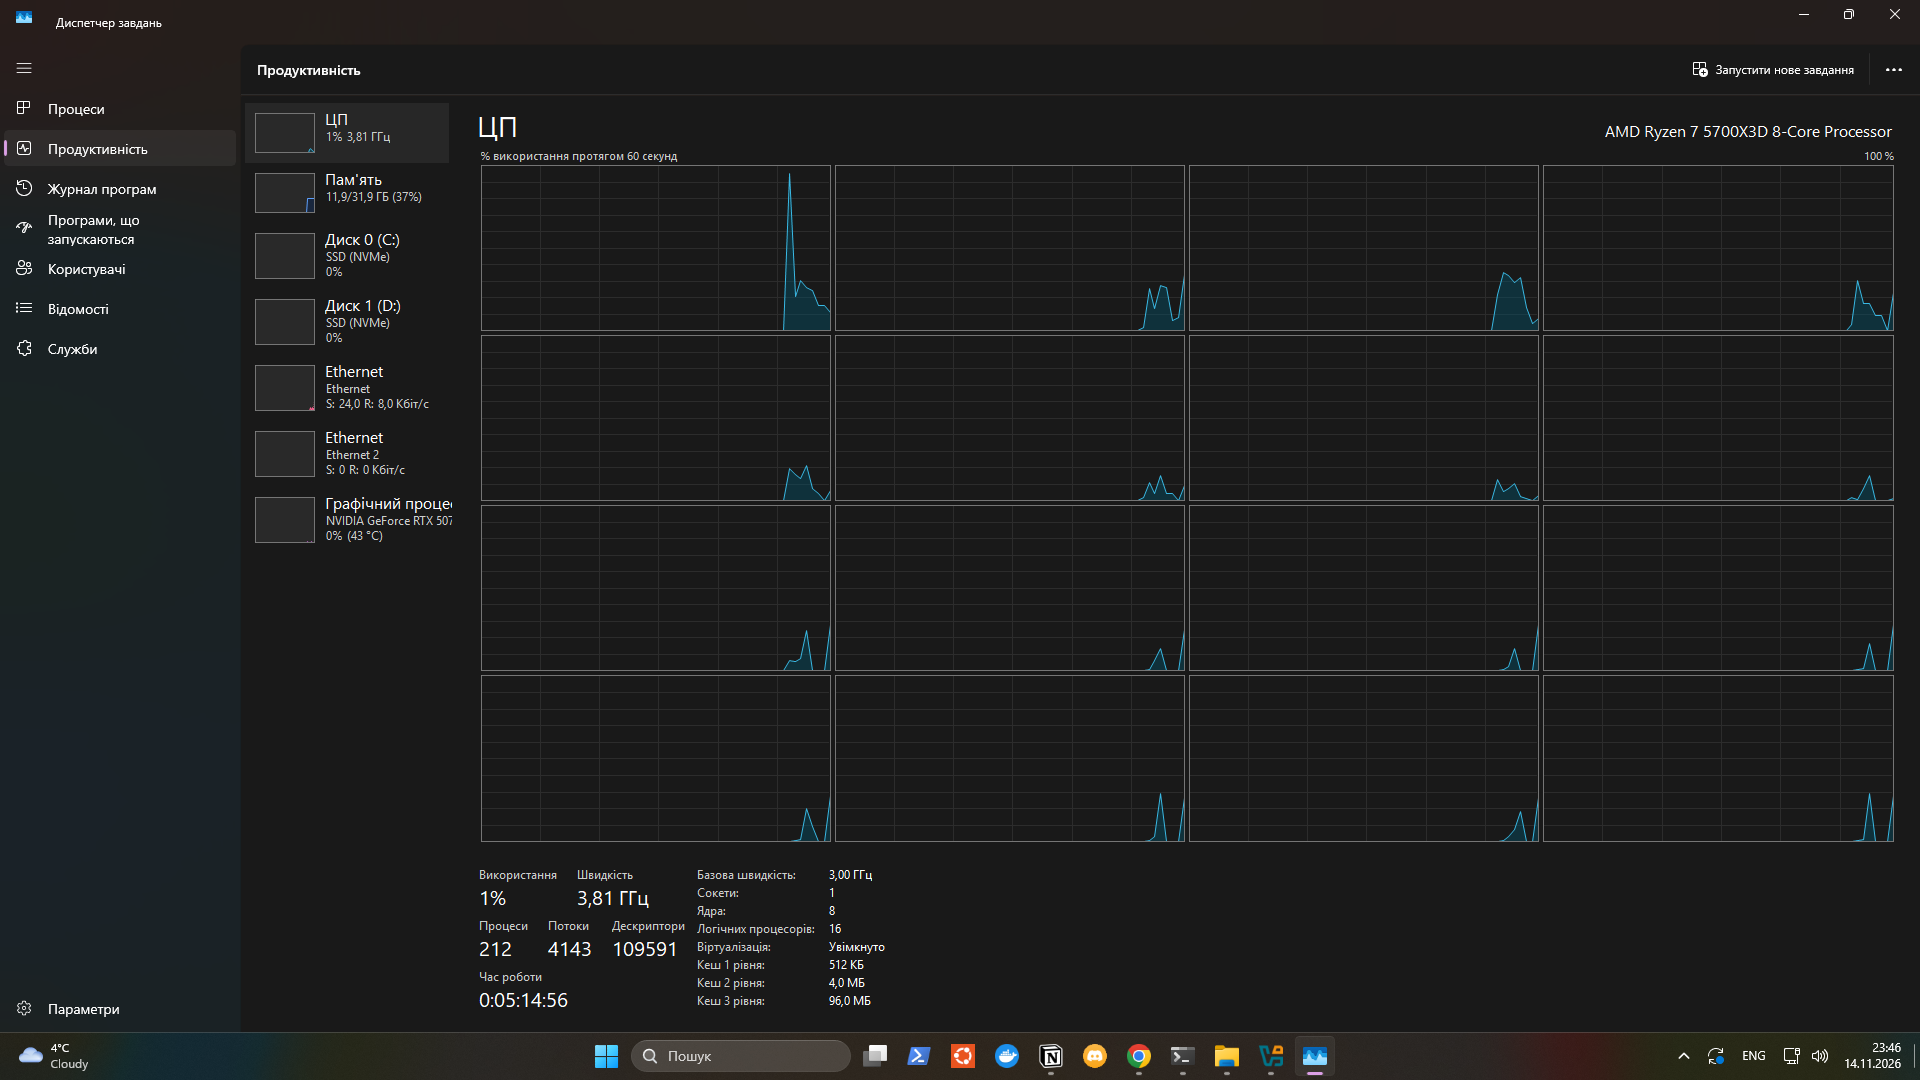 Диспетчер завдань
Процеси
Продуктивність
Журнал програм
Програми, що
запускаються
Користувачі
Відомості
Служби
Параметри
Продуктивність
Запустити нове завдання
ЦП
1% 3,81 ГГц
Пам'ять
11,9/31,9 ГБ (37%)
Диск 0 (C:)
SSD (NVMe)
0%
Диск 1 (D:)
SSD (NVMe)
0%
Ethernet
Ethernet
S: 24,0 R: 8,0 Кбіт/с
Ethernet
Ethernet 2
S: 0 R: 0 Кбіт/с
Графічний процес
NVIDIA GeForce RTX 507
0% (43 °C)
ЦП
AMD Ryzen 7 5700X3D 8-Core Processor
% використання протягом 60 секунд
100 %
Використання
1%
Швидкість
3,81 ГГц
Процеси
212
Потоки
4143
Дескриптори
109591
Час роботи
0:05:14:56
Базова швидкість: 3,00 ГГц
Сокети: 1
Ядра: 8
Логічних процесорів: 16
Віртуалізація: Увімкнуто
Кеш 1 рівня: 512 КБ
Кеш 2 рівня: 4,0 МБ
Кеш 3 рівня: 96,0 МБ
4°C
Cloudy
Пошук
ENG
23:46
14.11.2026